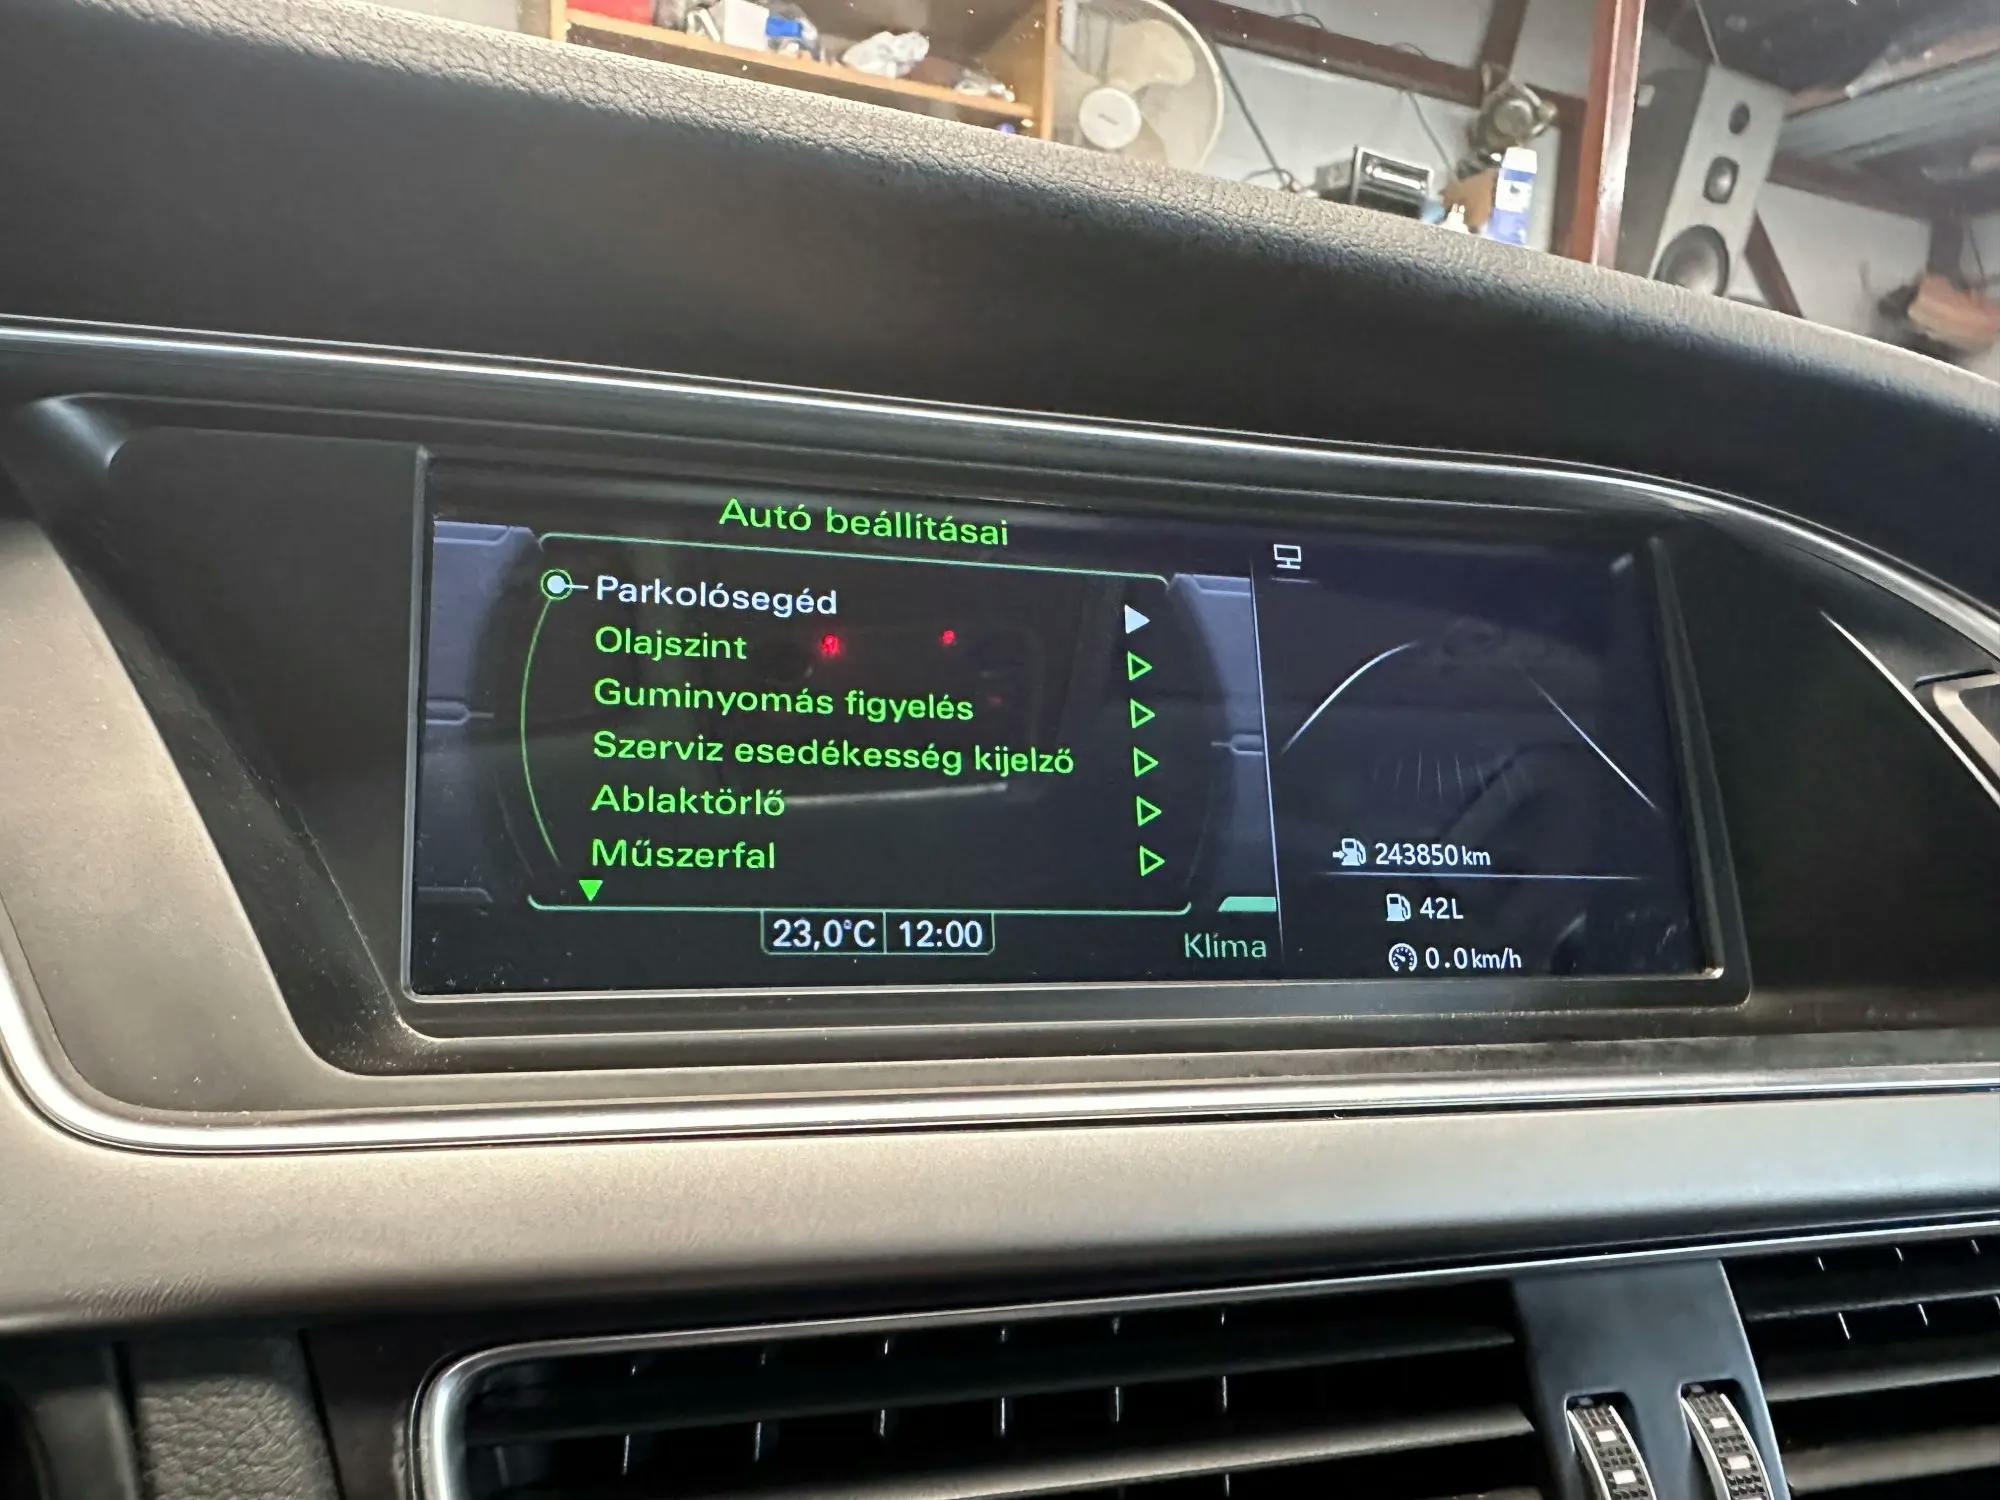 Autó beállításai
Parkolósegéd
Olajszint
Guminyomás figyelés
Szerviz esedékesség kijelző
Ablaktörlő
Műszerfal
23,0°C 12:00
Klíma
243850 km
42L
0.0 km/h